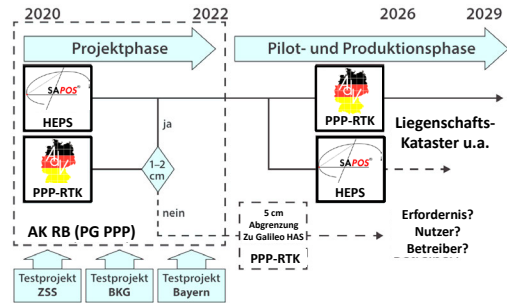 2020
2022
2026
2029
Projektphase
Pilot- und Produktionsphase
SAPOS®
HEPS
PPP-RTK
ja
1–2
cm
nein
AK RB (PG PPP)
PPP-RTK
SAPOS®
HEPS
Liegenschafts-
Kataster u.a.
5 cm
Abgrenzung
Zu Galileo HAS
PPP-RTK
Erfordernis?
Nutzer?
Betreiber?
Testprojekt
ZSS
Testprojekt
BKG
Testprojekt
Bayern